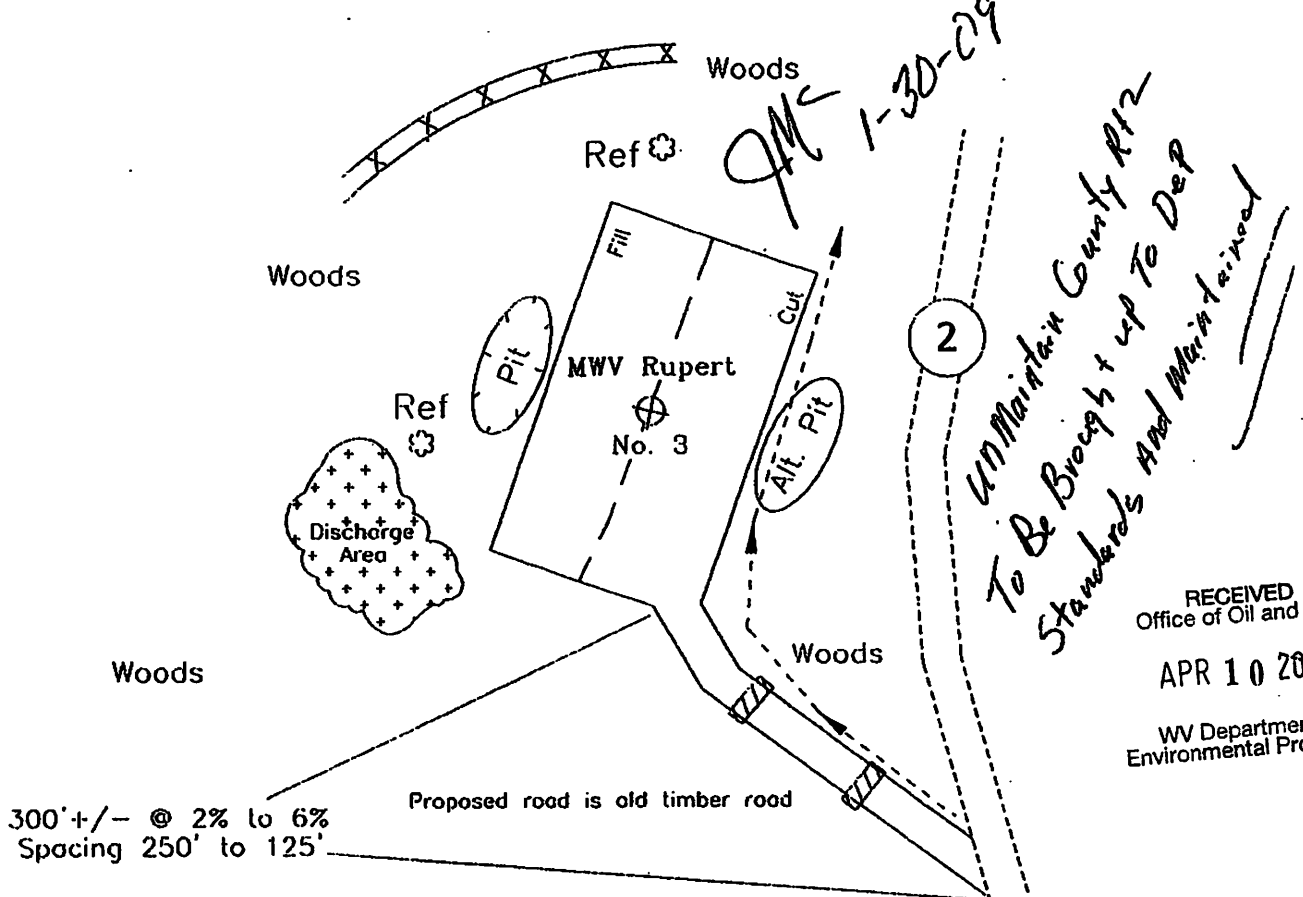 Woods
JMc 1-30-09
Ref
Woods
Fill
Cut
Pit
MWV Rupert
No. 3
Alt. Pit
Ref
2
UNMaintain County Rt 2
To Be Brought up To DeP
Standards And Maintained
Discharge
Area
RECEIVED
Office of Oil and
APR 10 20
WV Departmen
Environmental Pro
Woods
Woods
Proposed road is old timber road
300'+/- @ 2% to 6%
Spacing 250' to 125'
X X X X X X